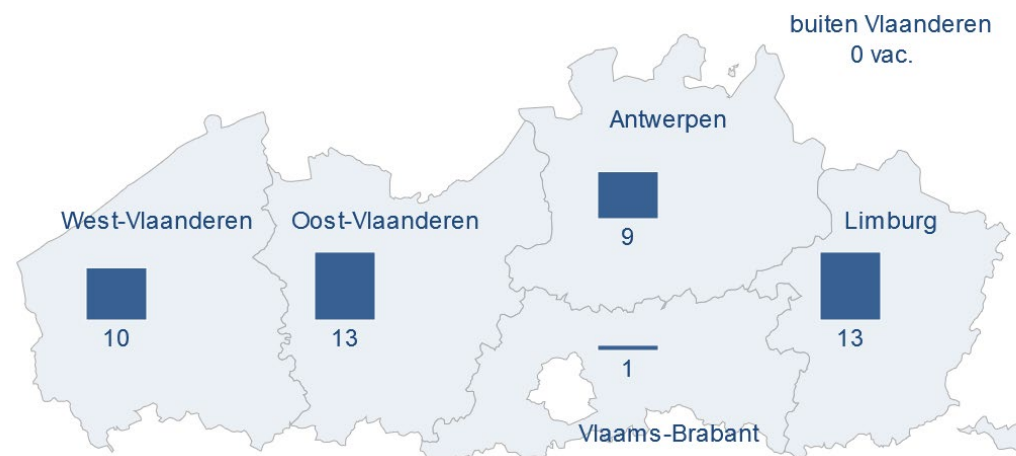 buiten Vlaanderen
0 vac.
Antwerpen
9
West-Vlaanderen
10
Oost-Vlaanderen
13
Limburg
13
1
Vlaams-Brabant